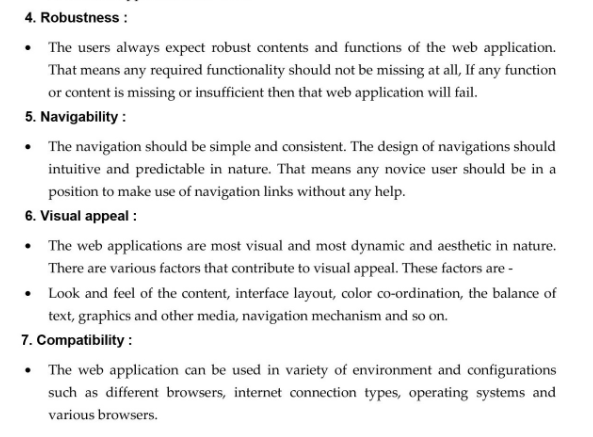 4. Robustness :
• The users always expect robust contents and functions of the web application.
That means any required functionality should not be missing at all, If any function
or content is missing or insufficient then that web application will fail.
5. Navigability :
• The navigation should be simple and consistent. The design of navigations should
intuitive and predictable in nature. That means any novice user should be in a
position to make use of navigation links without any help.
6. Visual appeal :
• The web applications are most visual and most dynamic and aesthetic in nature.
There are various factors that contribute to visual appeal. These factors are -
• Look and feel of the content, interface layout, color co-ordination, the balance of
text, graphics and other media, navigation mechanism and so on.
7. Compatibility :
• The web application can be used in variety of environment and configurations
such as different browsers, internet connection types, operating systems and
various browsers.